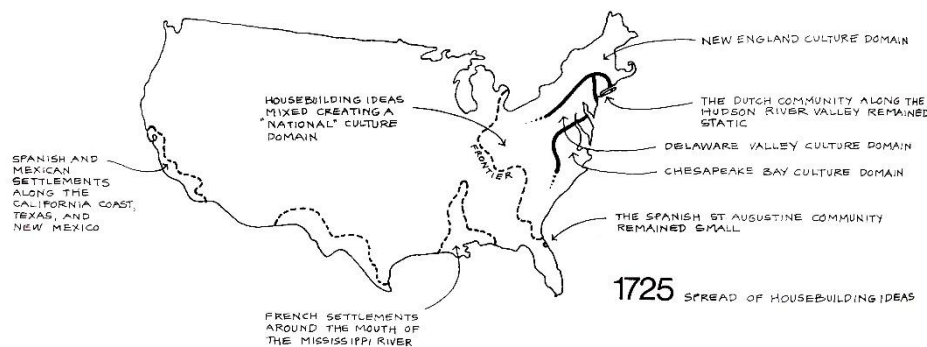 NEW ENGLAND CULTURE DOMAIN
HOUSEBUILDING IDEAS
MIXED CREATING A
"NATIONAL" CULTURE
DOMAIN
THE DUTCH COMMUNITY ALONG THE
HUDSON RIVER VALLEY REMAINED
STATIC
DELAWARE VALLEY CULTURE DOMAIN
FRONTIER
CHESAPEAKE BAY CULTURE DOMAIN
SPANISH AND
MEXICAN
SETTLEMENTS
ALONG THE
CALIFORNIA COAST,
TEXAS, AND
NEW MEXICO
THE SPANISH ST AUGUSTINE COMMUNITY
REMAINED SMALL
1725 SPREAD OF HOUSEBUILDING IDEAS
FRENCH SETTLEMENTS
AROUND THE MOUTH OF
THE MISSISSIPPI RIVER